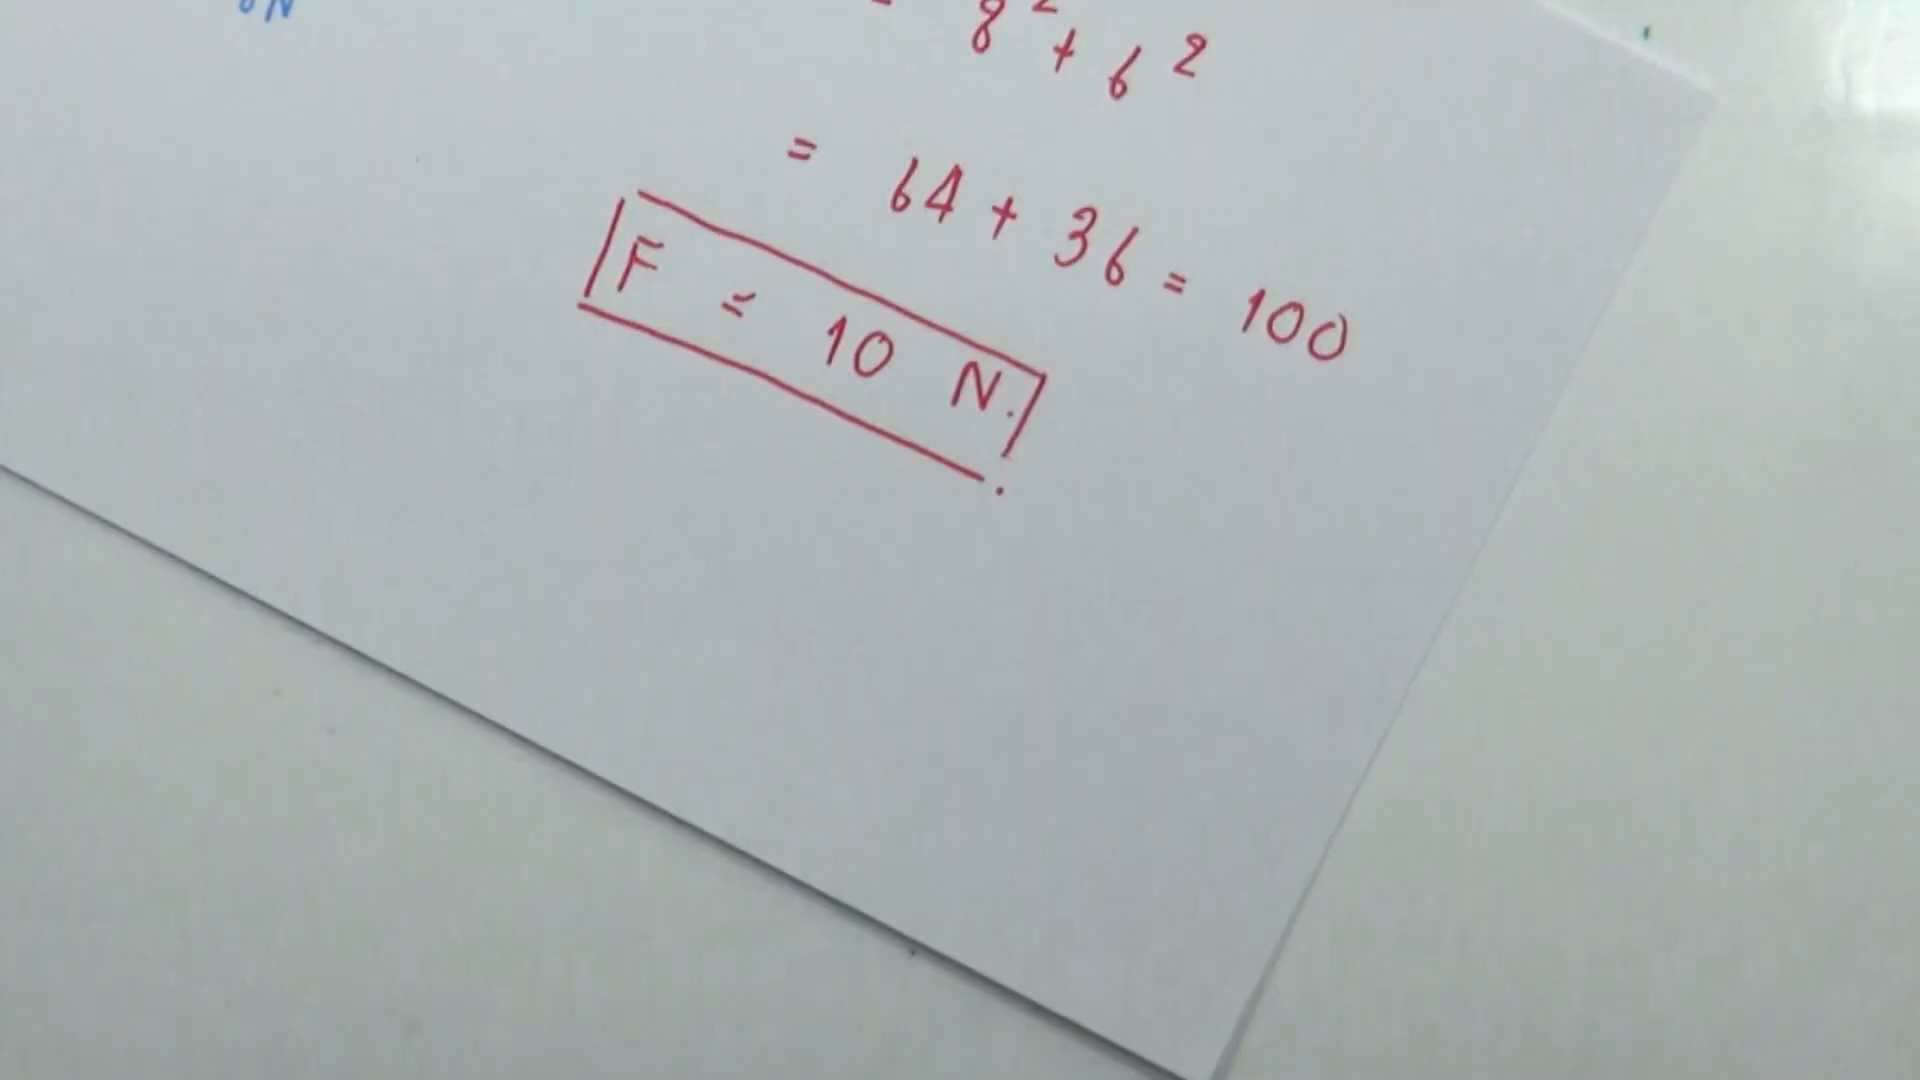 = 8² + 6²
= 64 + 36 = 100
F = 10 N.